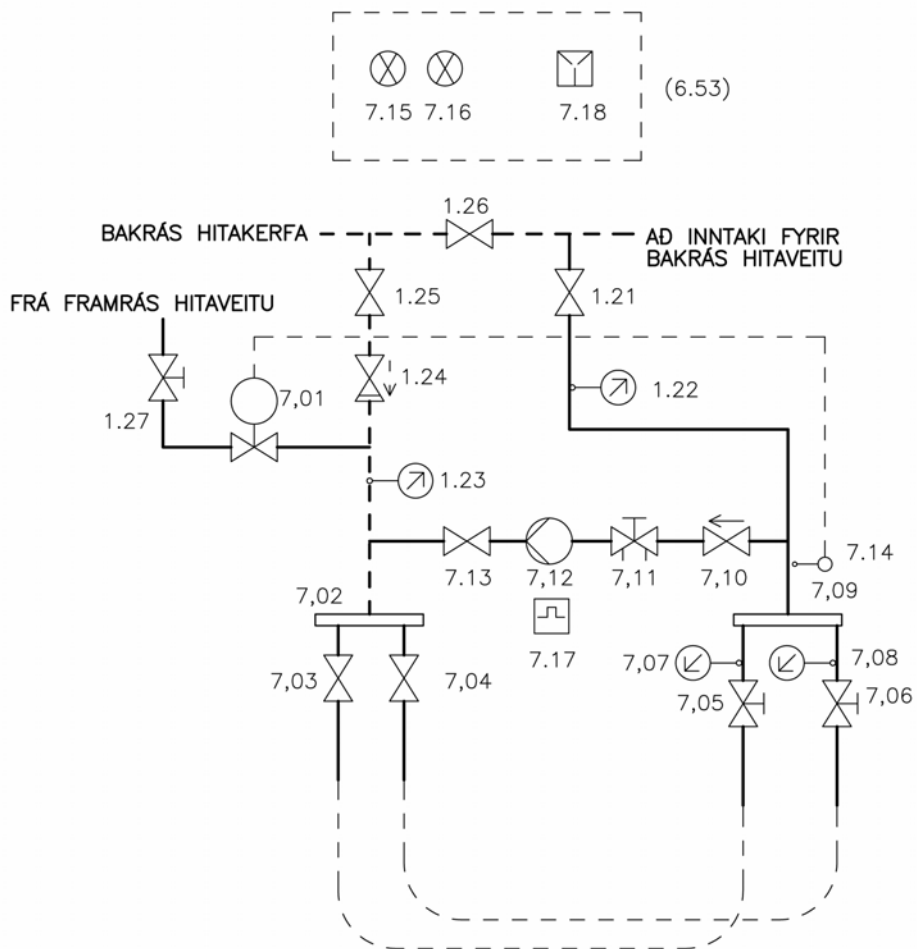 (6.53)
7.15 7.16 7.18
1.26
BAKRÁS HITAKERFA
AÐ INNTAKI FYRIR
BAKRÁS HITAVEITU
1.25
1.21
FRÁ FRAMRÁS HITAVEITU
1.24
7,01
1.22
1.27
1.23
7.14
7.13 7,12 7,11 7,10 7,09
7,02
7.17
7,03 7,04
7,07 7,08
7,05 7,06